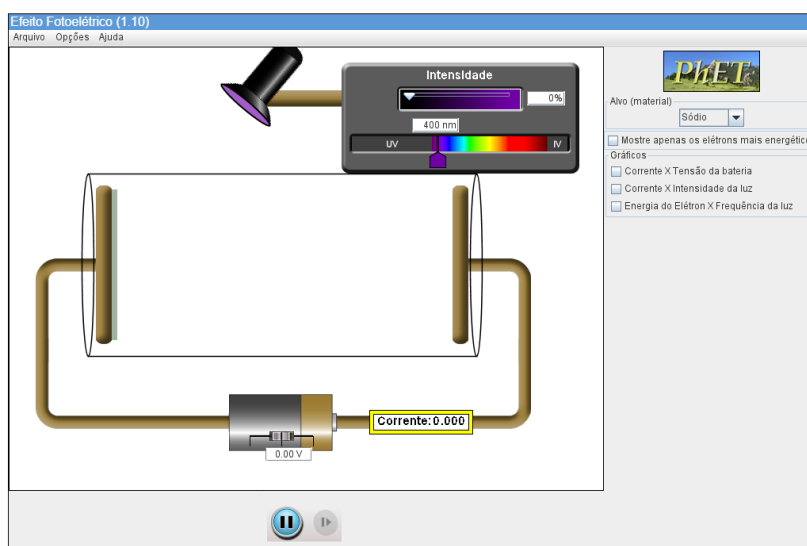 Efeito Fotoelétrico (1.10)
Arquivo Opções Ajuda
Intensidade
0%
400 nm
UV
IV
PhET
Alvo (material)
Sódio
Mostre apenas os elétrons mais energétic
Gráficos
Corrente X Tensão da bateria
Corrente X Intensidade da luz
Energia do Elétron X Frequência da luz
Corrente:0.000
0.00 V